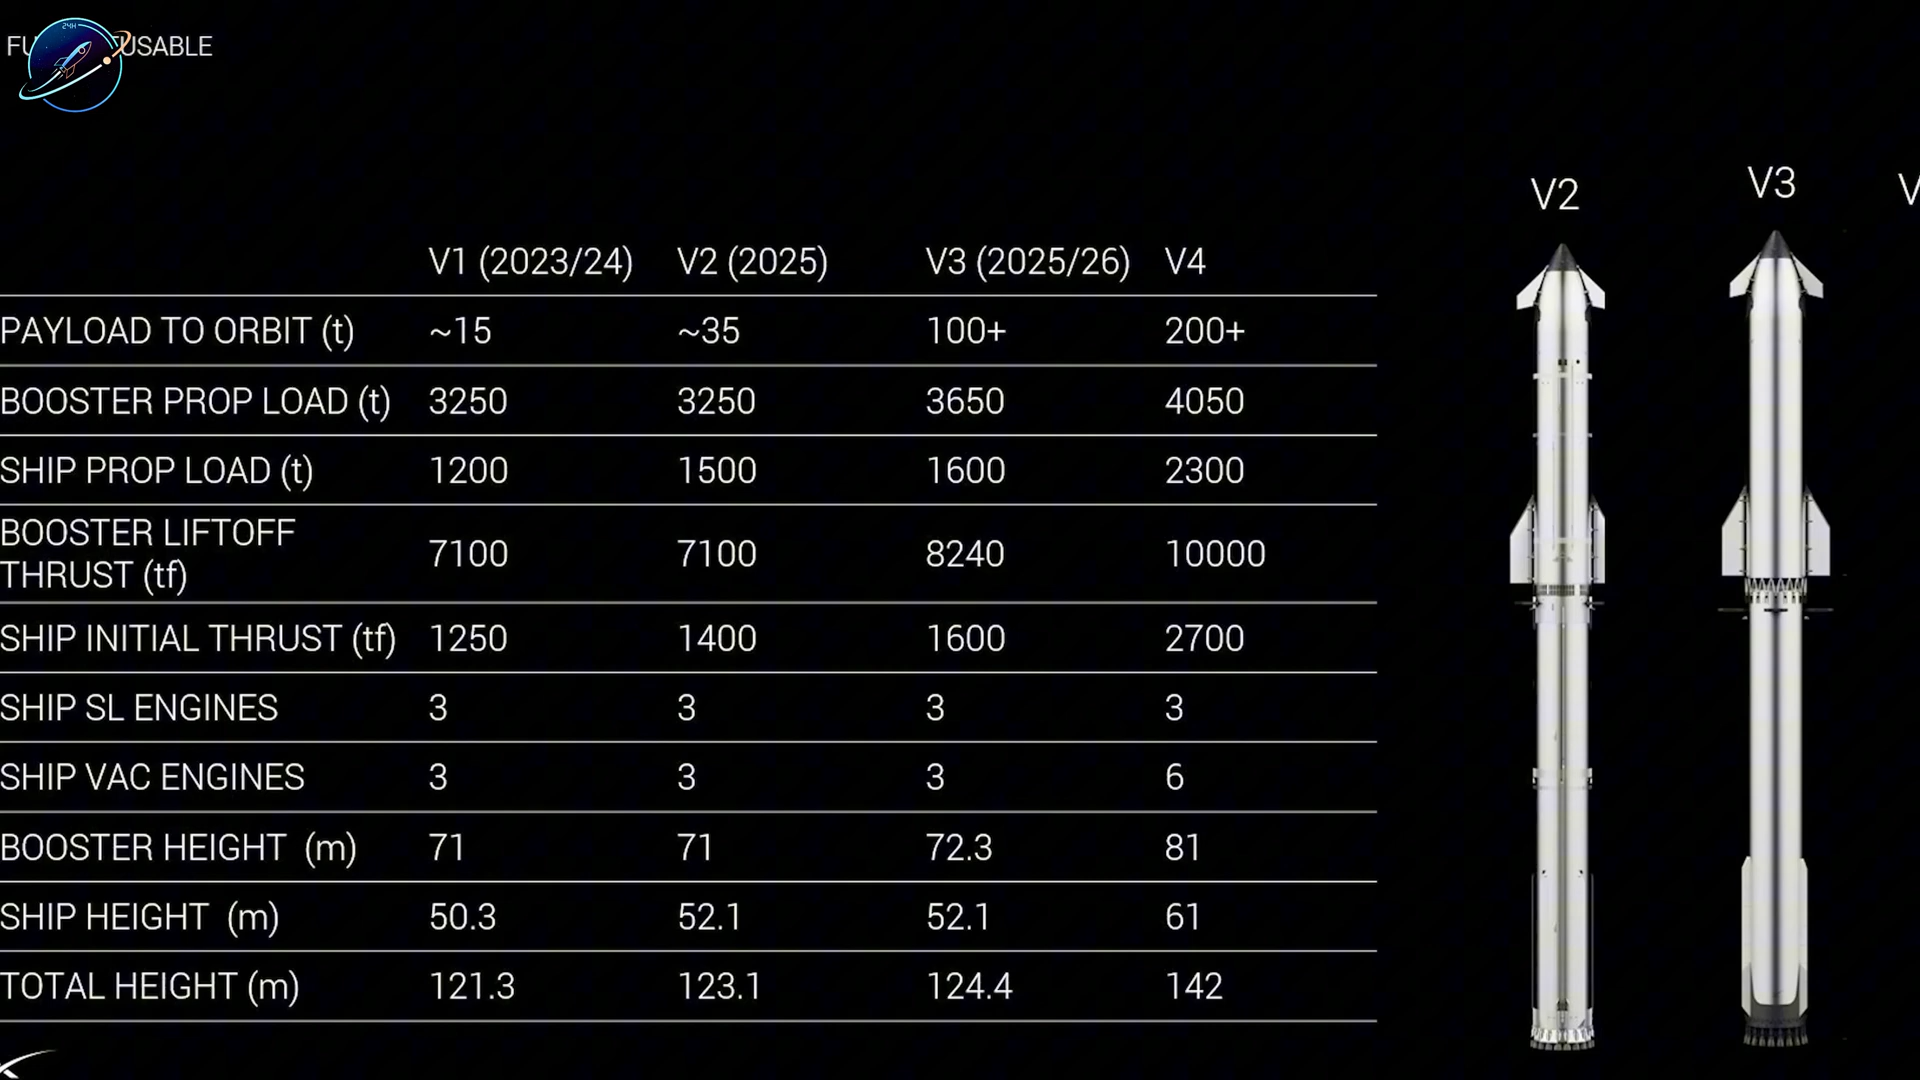 24H
FU USABLE
V2
V3
V
V1 (2023/24) V2 (2025) V3 (2025/26) V4
PAYLOAD TO ORBIT (t) ~15 ~35 100+ 200+
BOOSTER PROP LOAD (t) 3250 3250 3650 4050
SHIP PROP LOAD (t) 1200 1500 1600 2300
BOOSTER LIFTOFF
THRUST (tf) 7100 7100 8240 10000
SHIP INITIAL THRUST (tf) 1250 1400 1600 2700
SHIP SL ENGINES 3 3 3 3
SHIP VAC ENGINES 3 3 3 6
BOOSTER HEIGHT (m) 71 71 72.3 81
SHIP HEIGHT (m) 50.3 52.1 52.1 61
TOTAL HEIGHT (m) 121.3 123.1 124.4 142